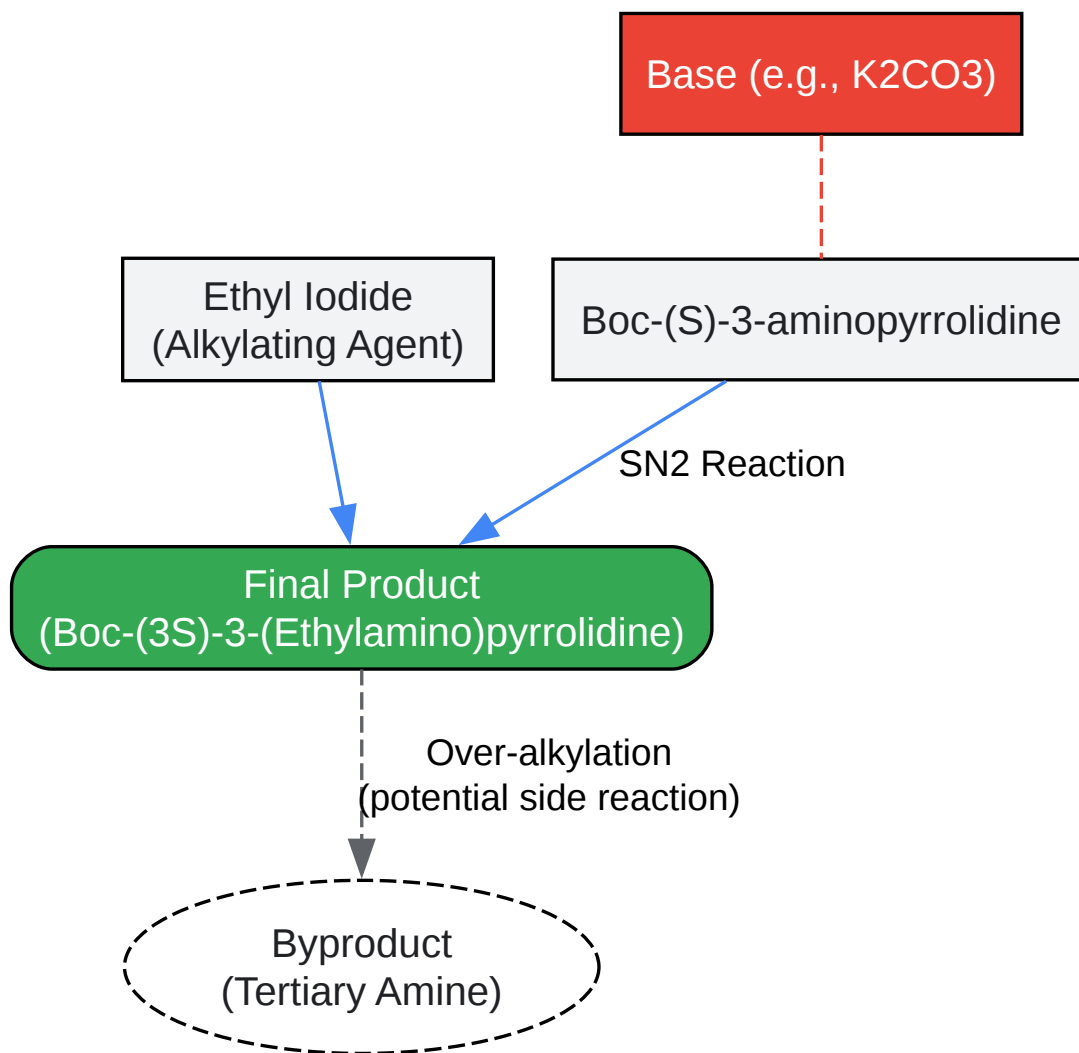 Base (e.g., K2CO3)
Ethyl Iodide
(Alkylating Agent)
Boc-(S)-3-aminopyrrolidine
SN2 Reaction
Final Product
(Boc-(3S)-3-(Ethylamino)pyrrolidine)
Over-alkylation
(potential side reaction)
Byproduct
(Tertiary Amine)